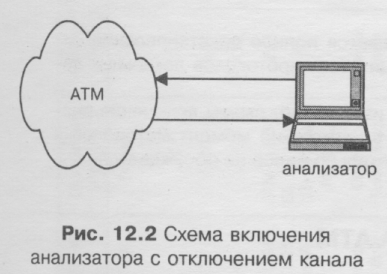 ATM
анализатор
Рис. 12.2 Схема включения
анализатора с отключением канала